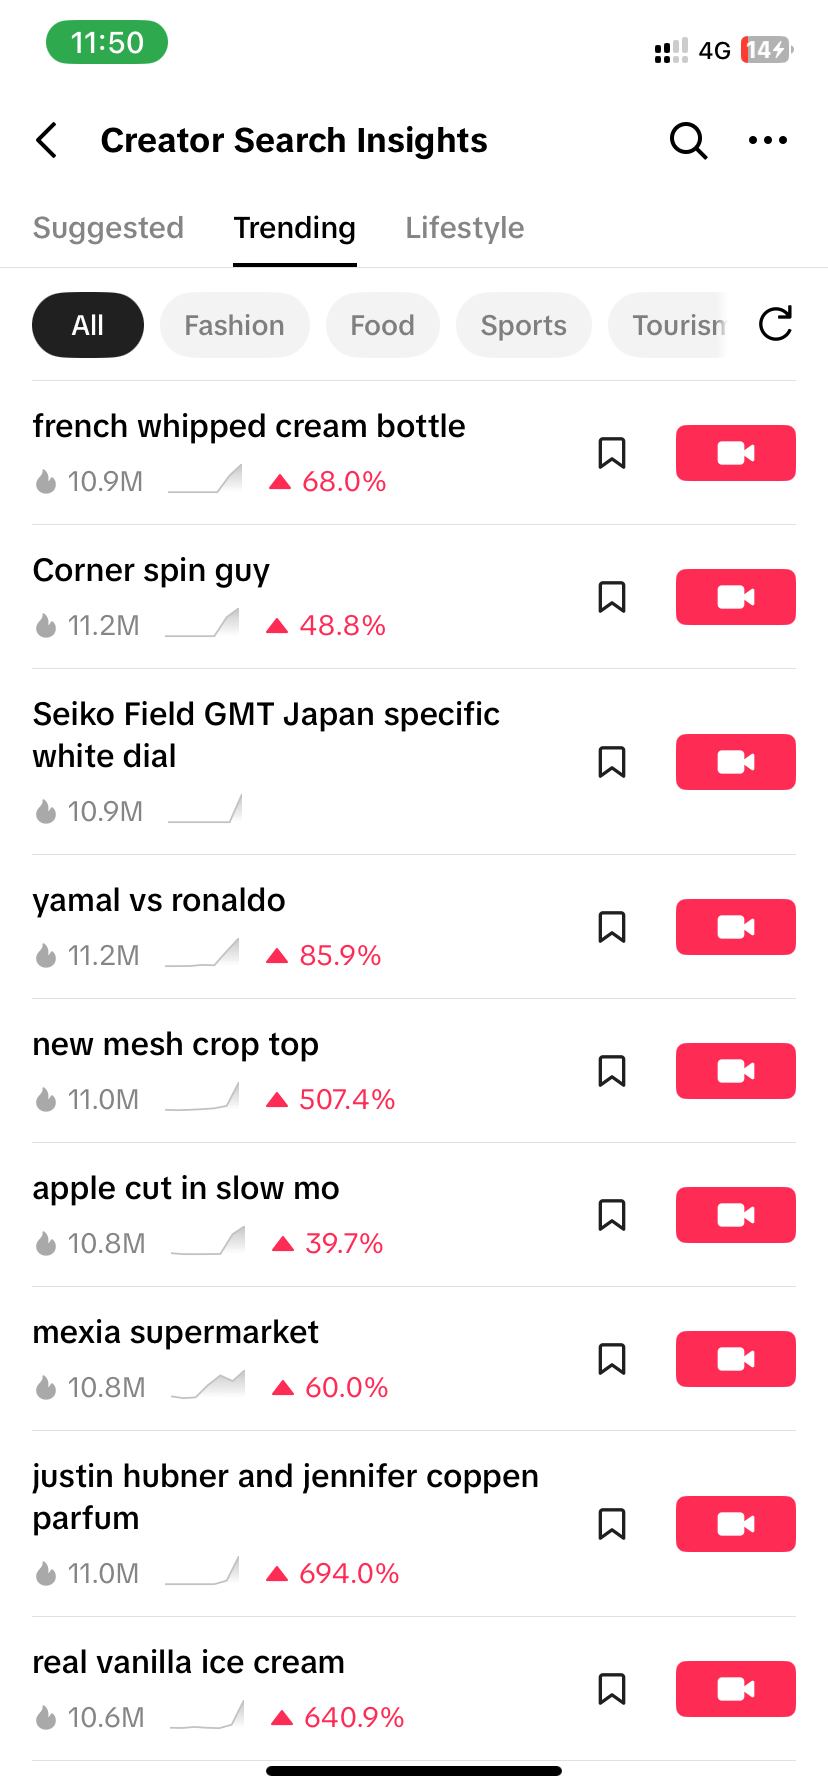 11:50
4G
14
Creator Search Insights
Suggested
Trending
Lifestyle
All
Fashion
Food
Sports
Tourism
french whipped cream bottle
10.9M
68.0%
Corner spin guy
11.2M
48.8%
Seiko Field GMT Japan specific
white dial
10.9M
yamal vs ronaldo
11.2M
85.9%
new mesh crop top
11.0M
507.4%
apple cut in slow mo
10.8M
39.7%
mexia supermarket
10.8M
60.0%
justin hubner and jennifer coppen
parfum
11.0M
694.0%
real vanilla ice cream
10.6M
640.9%